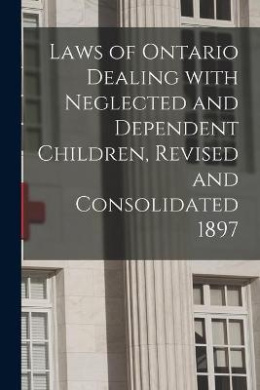 Laws of Ontario
Dealing with
Neglected and
Dependent
Children, Revised
and
Consolidated
1897